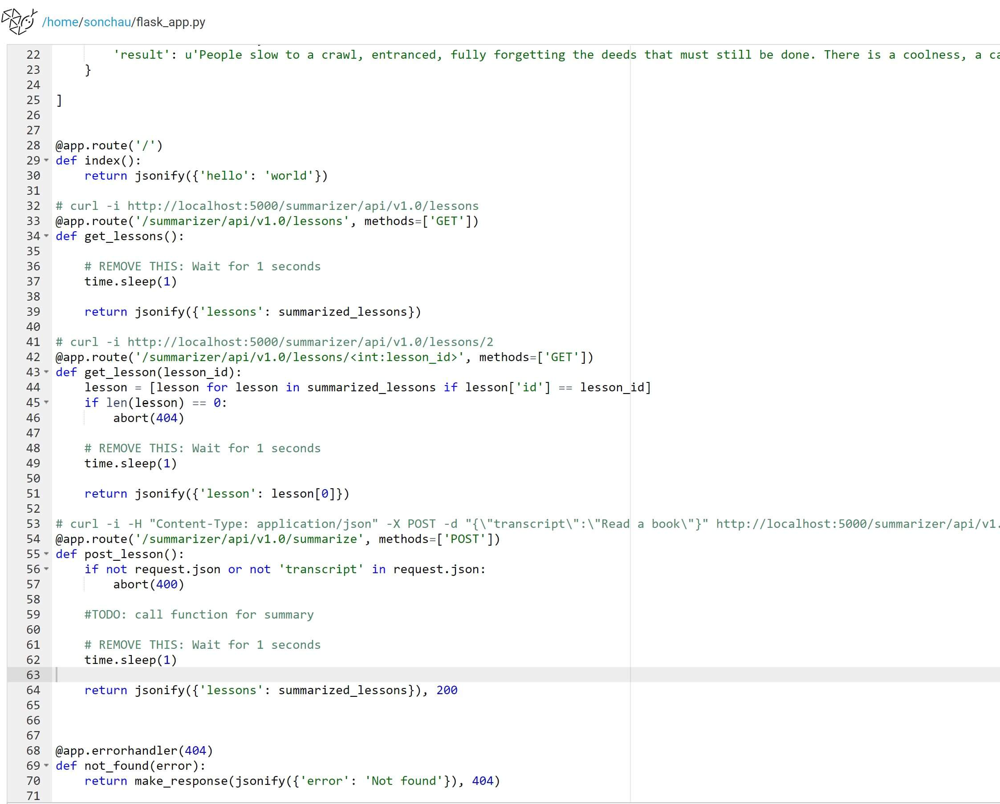 /home/sonchau/flask_app.py
22         'result': u'People slow to a crawl, entranced, fully forgetting the deeds that must still be done. There is a coolness, a
23     }
24
25 ]
26
27
28 @app.route('/')
29 def index():
30     return jsonify({'hello': 'world'})
31
32 # curl -i http://localhost:5000/summarizer/api/v1.0/lessons
33 @app.route('/summarizer/api/v1.0/lessons', methods=['GET'])
34 def get_lessons():
35
36     # REMOVE THIS: Wait for 1 seconds
37     time.sleep(1)
38
39     return jsonify({'lessons': summarized_lessons})
40
41 # curl -i http://localhost:5000/summarizer/api/v1.0/lessons/2
42 @app.route('/summarizer/api/v1.0/lessons/<int:lesson_id>', methods=['GET'])
43 def get_lesson(lesson_id):
44     lesson = [lesson for lesson in summarized_lessons if lesson['id'] == lesson_id]
45     if len(lesson) == 0:
46         abort(404)
47
48     # REMOVE THIS: Wait for 1 seconds
49     time.sleep(1)
50
51     return jsonify({'lesson': lesson[0]})
52
53 # curl -i -H "Content-Type: application/json" -X POST -d "{\"transcript\":\"Read a book\"}" http://localhost:5000/summarizer/api/v1.
54 @app.route('/summarizer/api/v1.0/summarize', methods=['POST'])
55 def post_lesson():
56     if not request.json or not 'transcript' in request.json:
57         abort(400)
58
59     #TODO: call function for summary
60
61     # REMOVE THIS: Wait for 1 seconds
62     time.sleep(1)
63
64     return jsonify({'lessons': summarized_lessons}), 200
65
66
67
68 @app.errorhandler(404)
69 def not_found(error):
70     return make_response(jsonify({'error': 'Not found'}), 404)
71